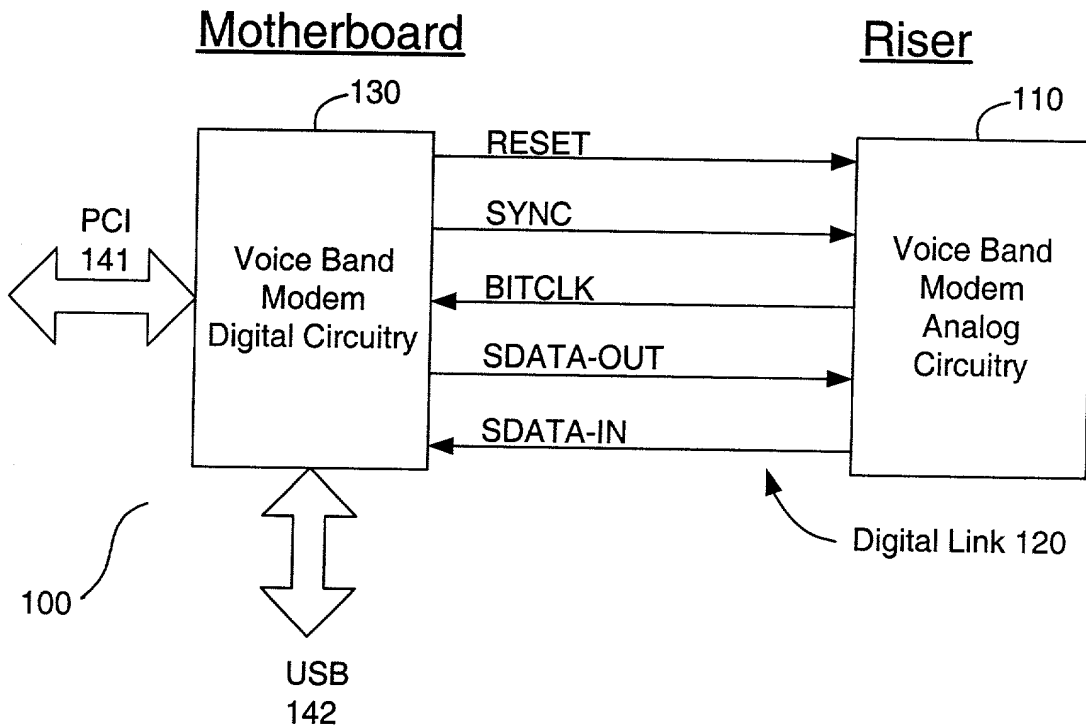 Motherboard
Riser
130
110
RESET
SYNC
BITCLK
SDATA-OUT
SDATA-IN
PCI
141
Voice Band
Modem
Digital Circuitry
Voice Band
Modem
Analog
Circuitry
Digital Link 120
100
USB
142